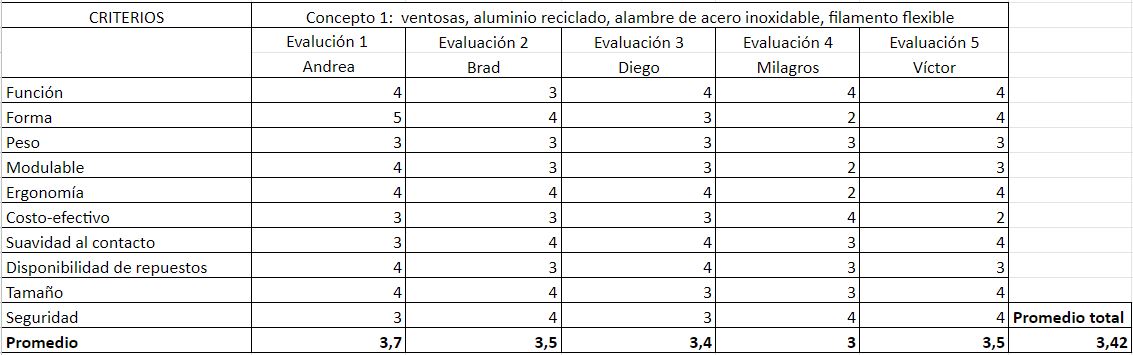 CRITERIOS Concepto 1: ventosas, aluminio reciclado, alambre de acero inoxidable, filamento flexible
Evalución 1 Evaluación 2 Evaluación 3 Evaluación 4 Evaluación 5
Andrea Brad Diego Milagros Víctor
Función 4 3 4 4 4
Forma 5 4 3 2 4
Peso 3 3 3 3 3
Modulable 4 3 3 2 3
Ergonomía 4 4 4 2 4
Costo-efectivo 3 3 3 4 2
Suavidad al contacto 3 4 4 3 4
Disponibilidad de repuestos 4 3 4 3 3
Tamaño 4 4 3 3 4
Seguridad 3 4 3 4 4 Promedio total
Promedio 3,7 3,5 3,4 3 3,5 3,42